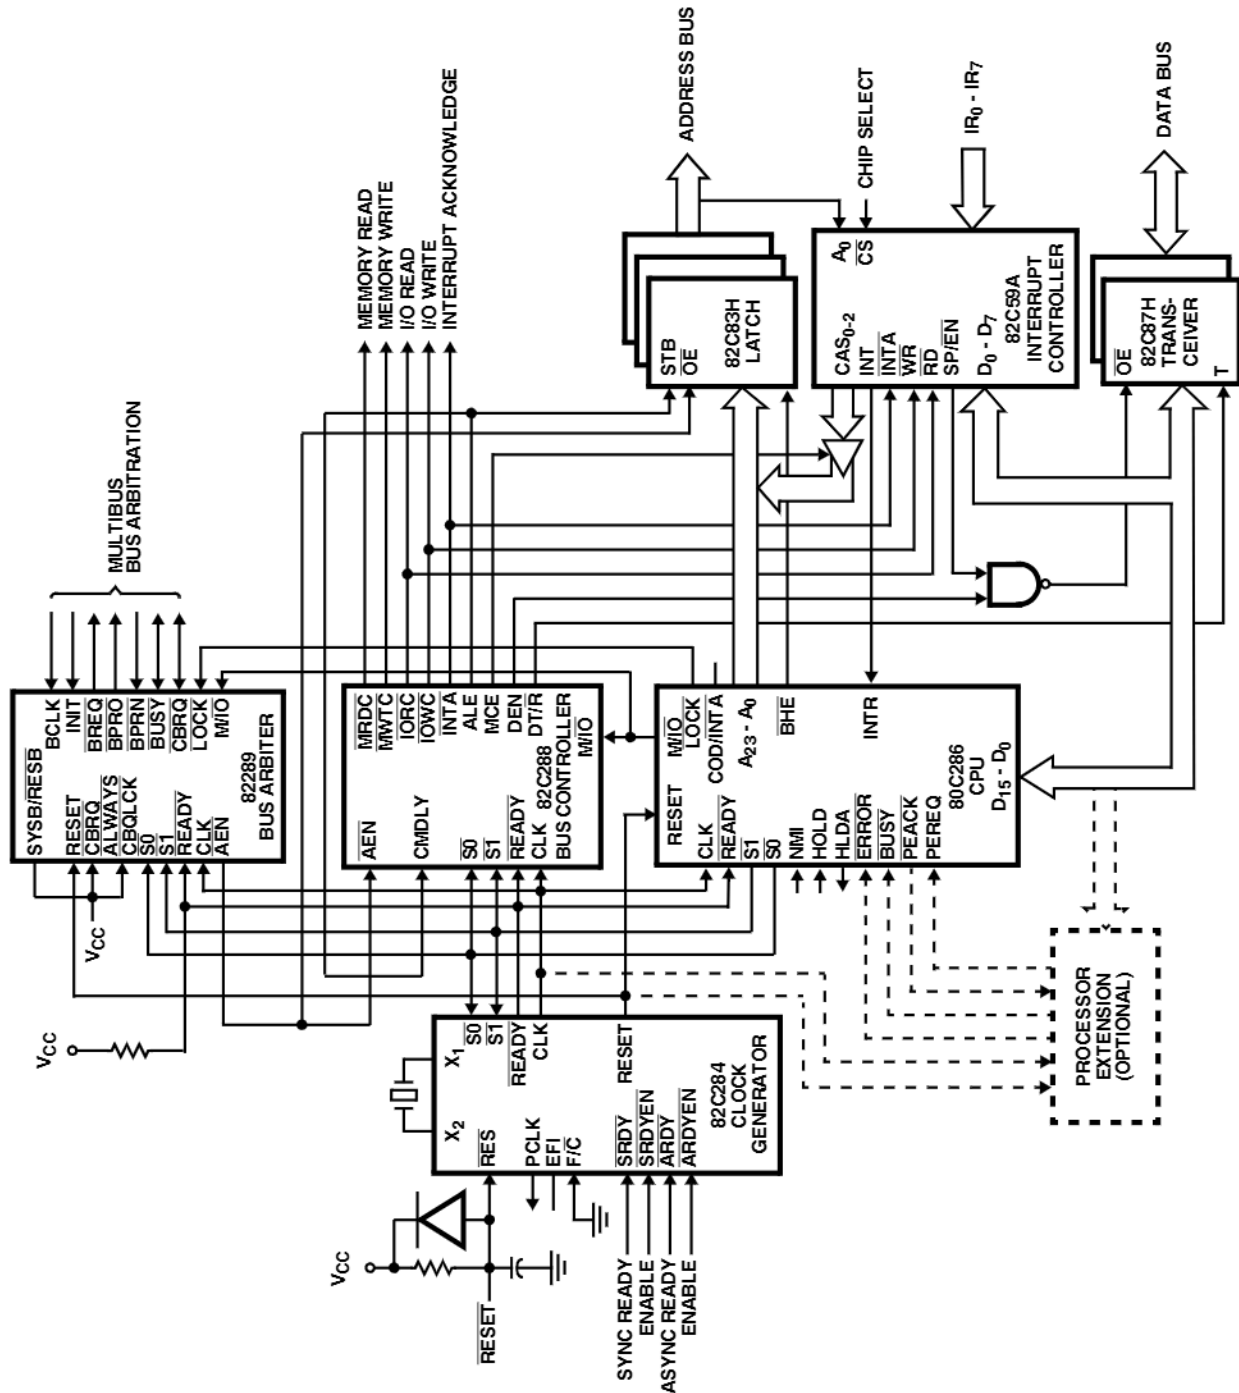 MULTIBUS
BUS ARBITRATION
VCC
VCC
SYSB/RESB
RESET
CBRQ
ALWAYS
CBQLCK
S0
S1
READY
CLK
AEN
BCLK
INIT
BREQ
BPRO
BPRN
BUSY
CBRQ
LOCK
M/IO
82289
BUS ARBITER
MEMORY READ
MEMORY WRITE
I/O READ
I/O WRITE
INTERRUPT ACKNOWLEDGE
AEN
CMDLY
S0
S1
READY
CLK
MRDC
MWTC
IORC
IOWC
INTA
ALE
MCE
DEN
DT/R
M/IO
82C288
BUS CONTROLLER
VCC
RESET
X2
X1
RES
PCLK
EFI
F/C
SRDY
SRDYEN
ARDY
ARDYEN
S0
S1
READY
CLK
RESET
82C284
CLOCK
GENERATOR
SYNC READY
ENABLE
ASYNC READY
ENABLE
RESET
CLK
READY
S1
S0
NMI
HOLD
HLDA
ERROR
BUSY
PEACK
PEREQ
M/IO
LOCK
COD/INTA
A23 - A0
BHE
INTR
80C286
CPU
D15 - D0
PROCESSOR
EXTENSION
(OPTIONAL)
STB
OE
82C83H
LATCH
ADDRESS BUS
CHIP SELECT
A0
CS
CAS0-2
INT
INTA
WR
RD
SP/EN
D0 - D7
82C59A
INTERRUPT
CONTROLLER
IR0 - IR7
OE
82C87H
TRANS-
CEIVER
T
DATA BUS